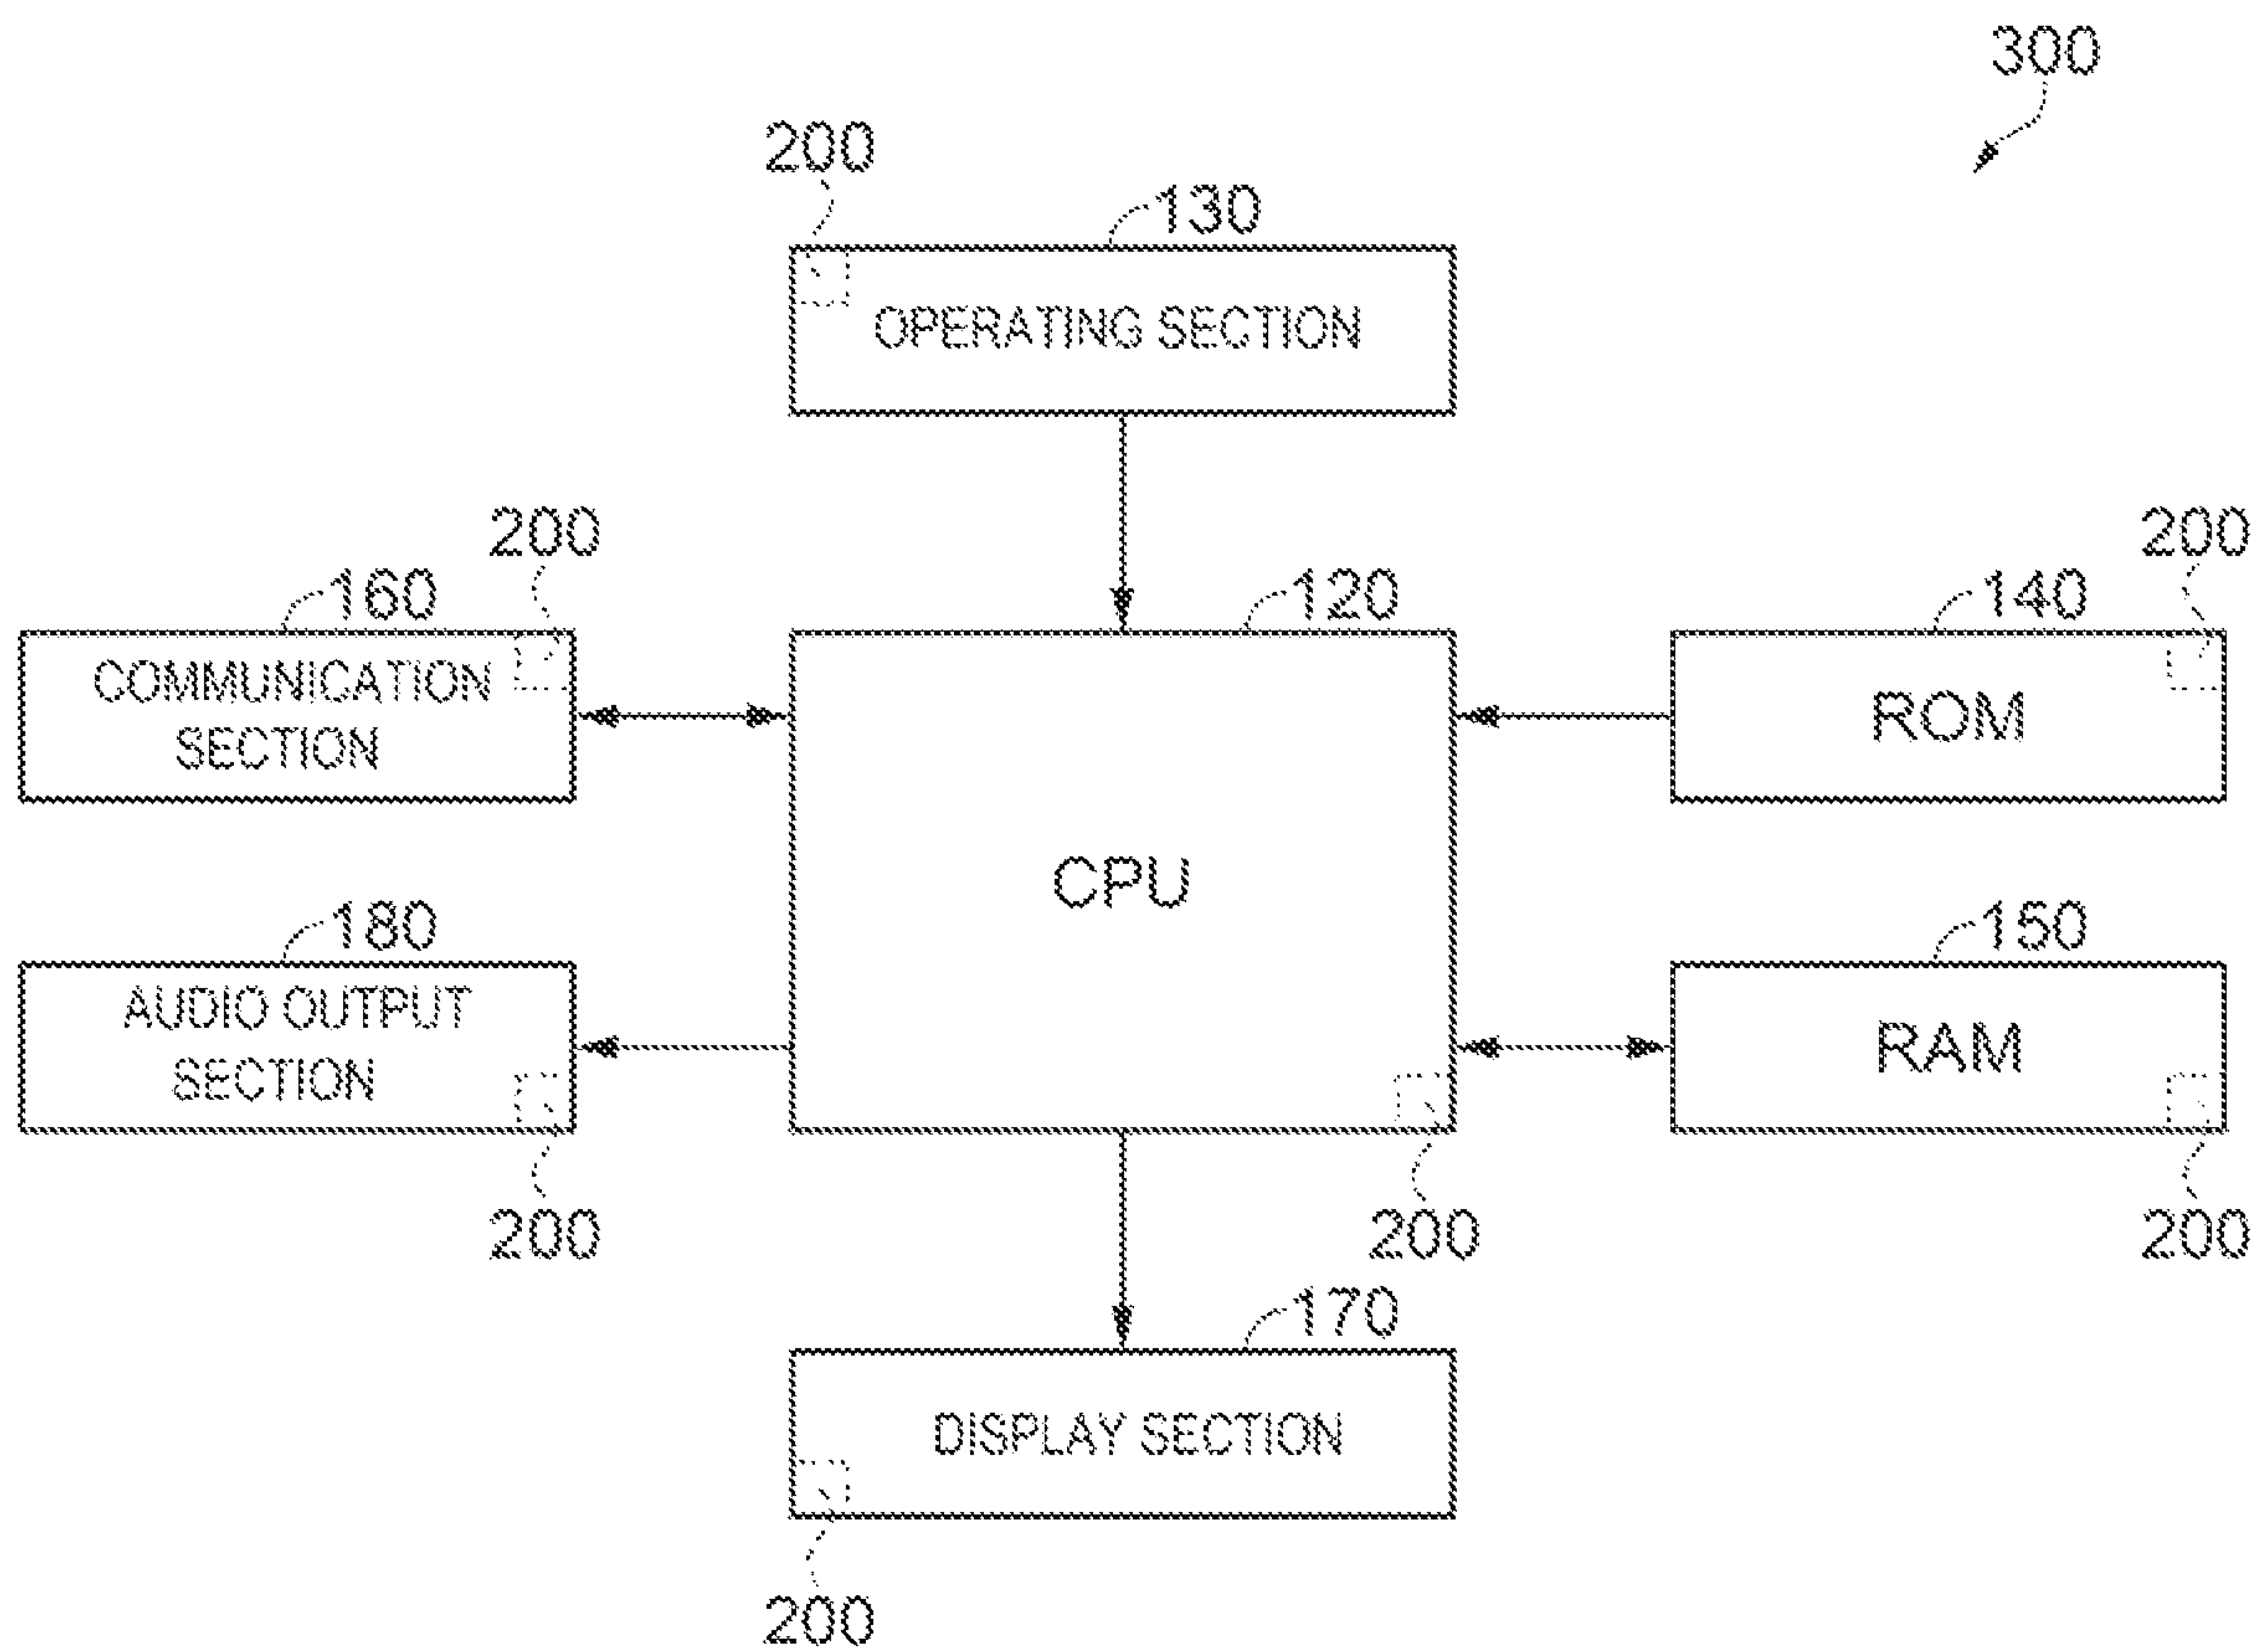 300
200
130
OPERATING SECTION
200
200
160
120
140
COMMUNICATION
SECTION
ROM
CPU
180
150
AUDIO OUTPUT
SECTION
RAM
200
200
200
170
DISPLAY SECTION
200